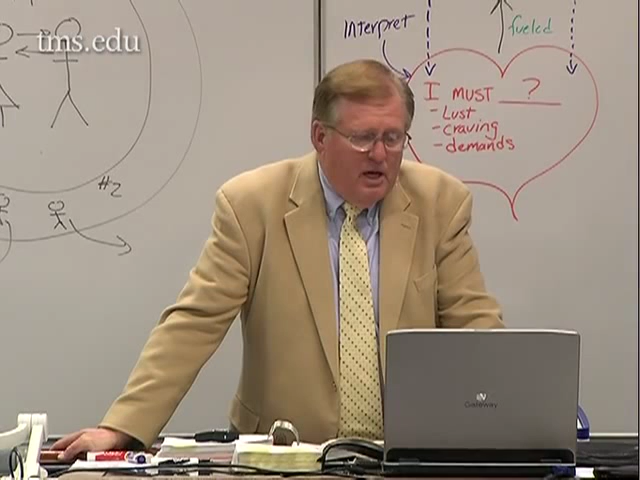 tms.edu
Interpret
fueled
I MUST ?
- Lust
- craving
- demands
#2
Gateway